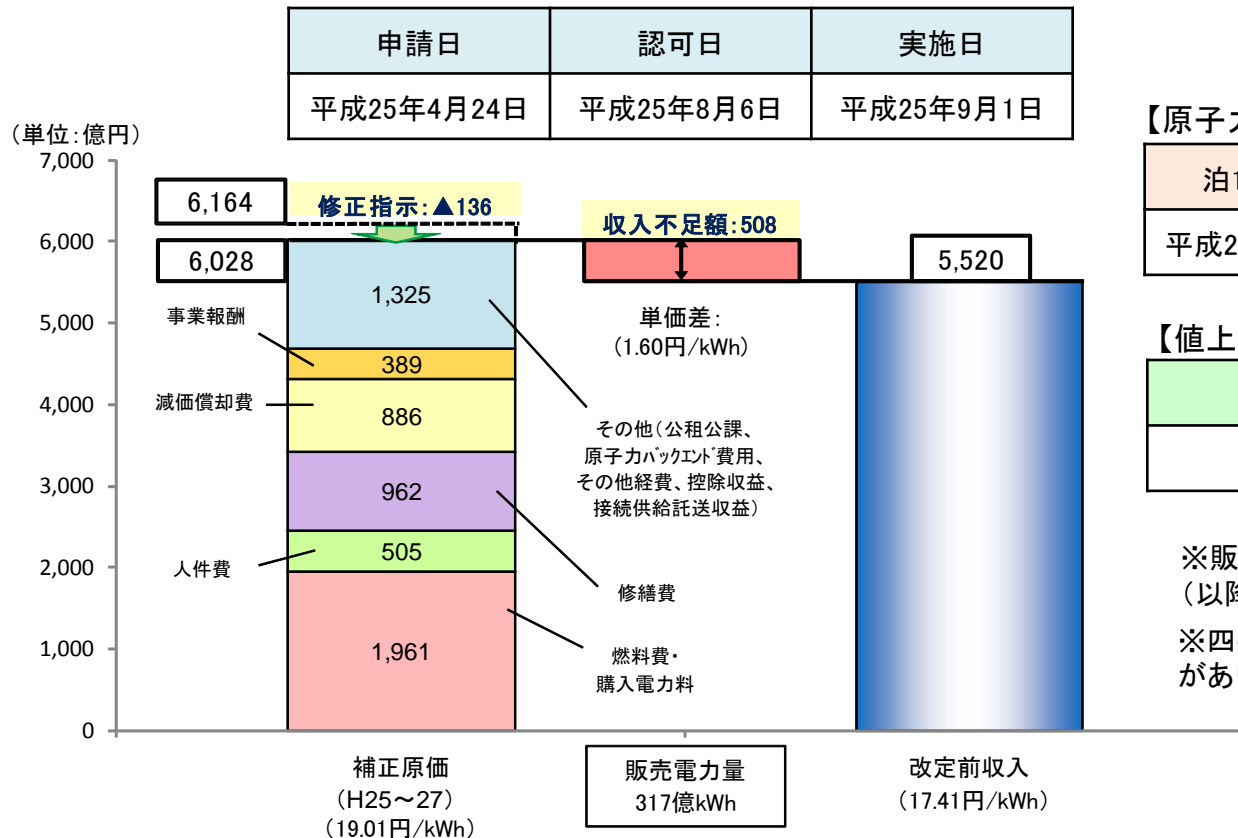 申請日 認可日 実施日
平成25年4月24日 平成25年8月6日 平成25年9月1日
(単位:億円)
7,000
6,000
5,000
4,000
3,000
2,000
1,000
0
6,164
修正指示:▲136
6,028
収入不足額:508
5,520
単価差:
(1.60円/kWh)
1,325
389
886
962
505
1,961
事業報酬
減価償却費
人件費
その他(公租公課、
原子力バックエンド費用、
その他経費、控除収益、
接続供給託送収益)
修繕費
燃料費・
購入電力料
補正原価
(H25~27)
(19.01円/kWh)
販売電力量
317億kWh
改定前収入
(17.41円/kWh)
【原子
泊1
平成2
【値上
※販
(以降
※四
があ